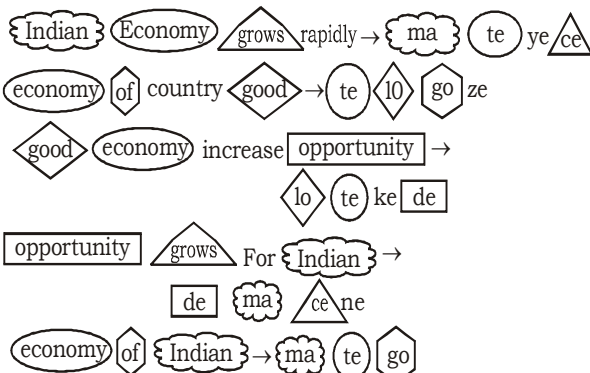 Indian Economy grows rapidly → ma te ye ce
economy of country good → te lo go ze
good economy increase opportunity →
lo te ke de
opportunity grows For Indian →
de ma ce ne
economy of Indian → ma te go